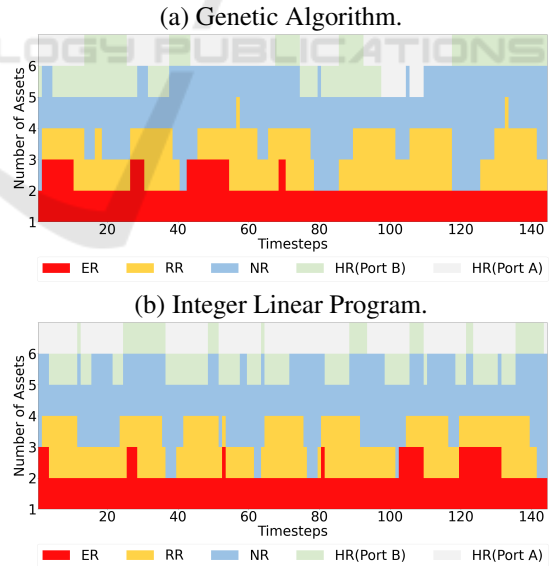 (a) Genetic Algorithm.
LOGY PUBLICATIONS
6
5
4
3
2
1
Number of Assets
20 40 60 80 100 120 140
Timesteps
ER RR NR HR(Port B) HR(Port A)
(b) Integer Linear Program.
6
5
4
3
2
1
Number of Assets
20 40 60 80 100 120 140
Timesteps
ER RR NR HR(Port B) HR(Port A)